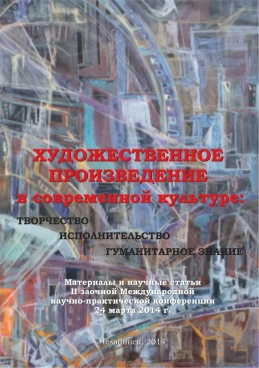 ХУДОЖЕСТВЕННОЕ
ПРОИЗВЕДЕНИЕ
в современной культуре:
ТВОРЧЕСТВО
ИСПОЛНИТЕЛЬСТВО
ГУМАНИТАРНОЕ ЗНАНИЕ
Материалы и научные статьи
II заочной Международной
научно-практической конференции
24 марта 2014 г.
Челябинск, 2014